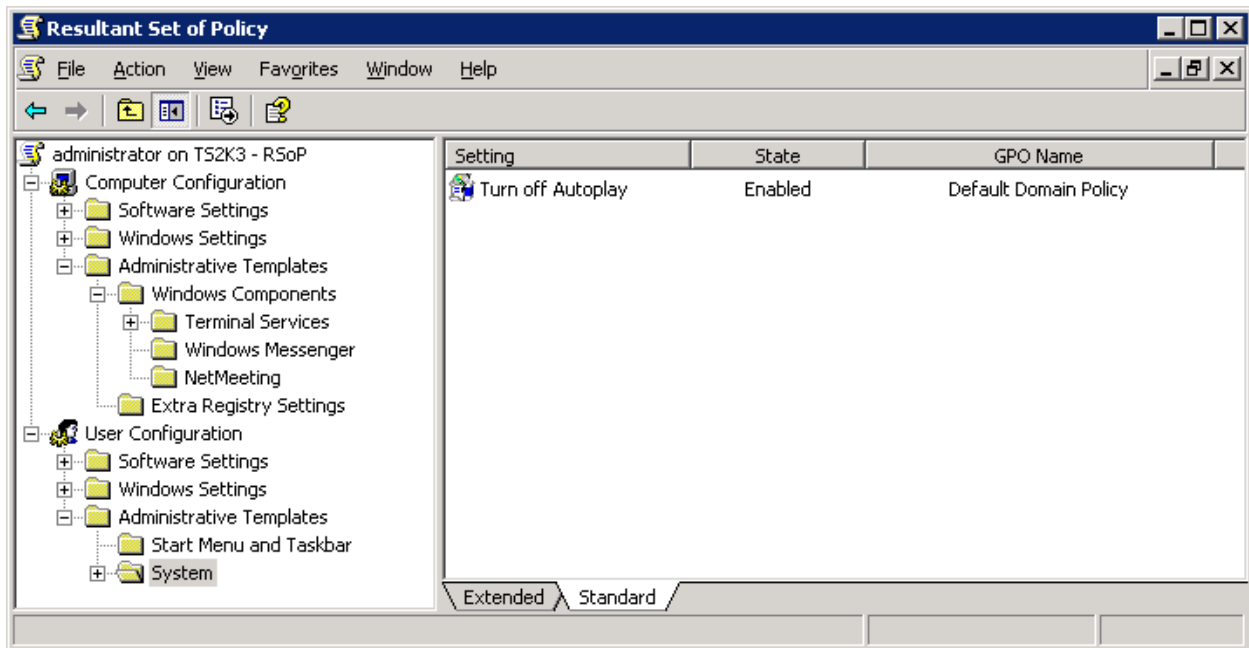 Resultant Set of Policy
File Action View Favorites Window Help
administrator on TS2K3 - RSoP
Computer Configuration
Software Settings
Windows Settings
Administrative Templates
Windows Components
Terminal Services
Windows Messenger
NetMeeting
Extra Registry Settings
User Configuration
Software Settings
Windows Settings
Administrative Templates
Start Menu and Taskbar
System
Setting State GPO Name
Turn off Autoplay Enabled Default Domain Policy
Extended Standard